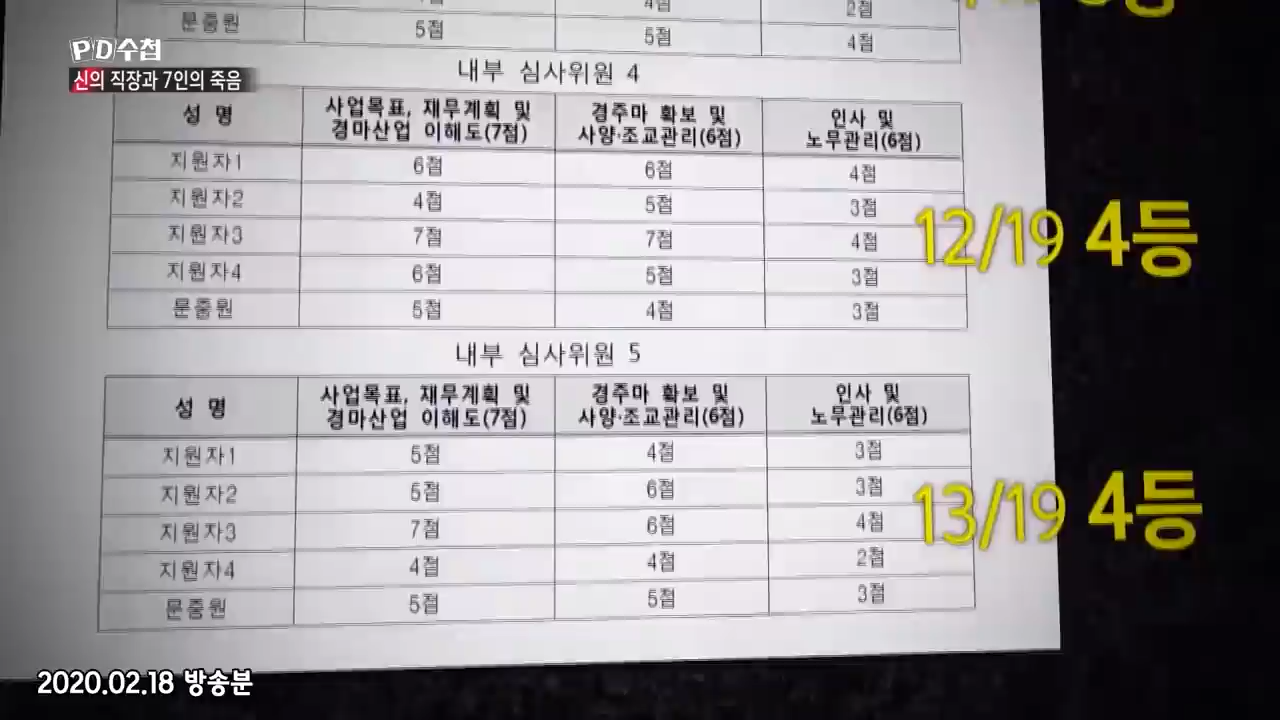 PD수첩
신의 직장과 7인의 죽음
4점 2점
문중원 5점 5점 4점
내부 심사위원 4
성 명 사업목표, 재무계획 및 경마산업 이해도(7점) 경주마 확보 및 사양·조교관리(6점) 인사 및 노무관리(6점)
지원자1 6점 6점 4점
지원자2 4점 5점 3점
지원자3 7점 7점 4점
지원자4 6점 5점 3점
문중원 5점 4점 3점
12/19 4등
내부 심사위원 5
성 명 사업목표, 재무계획 및 경마산업 이해도(7점) 경주마 확보 및 사양·조교관리(6점) 인사 및 노무관리(6점)
지원자1 5점 4점 3점
지원자2 5점 6점 3점
지원자3 7점 6점 4점
지원자4 4점 4점 2점
문중원 5점 5점 3점
13/19 4등
2020.02.18 방송분